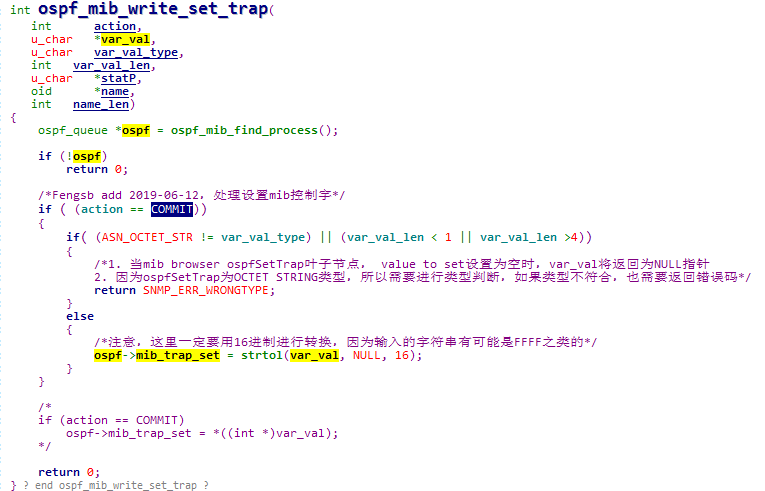 int ospf_mib_write_set_trap(
int action,
u_char *var_val,
u_char var_val_type,
int var_val_len,
u_char *statP,
oid *name,
int name_len)
{
ospf_queue *ospf = ospf_mib_find_process();
if (!ospf)
return 0;
/*Fengsb add 2019-06-12, 处理设置mib控制字*/
if ( (action == COMMIT))
{
if( (ASN_OCTET_STR != var_val_type) || (var_val_len < 1 || var_val_len >4))
{
/*1. 当mib browser ospfSetTrap叶子节点, value to set设置为空时, var_val将返回为NULL指针
2. 因为ospfSetTrap为OCTET STRING类型, 所以需要进行类型判断, 如果类型不符合, 也需要返回错误码*/
return SNMP_ERR_WRONGTYPE;
}
else
{
/*注意, 这里一定要用16进制进行转换, 因为输入的字符串有可能是FFFF之类的*/
ospf->mib_trap_set = strtol(var_val, NULL, 16);
}
}
/*
if (action == COMMIT)
ospf->mib_trap_set = *((int *)var_val);
*/
return 0;
} ? end ospf_mib_write_set_trap ?